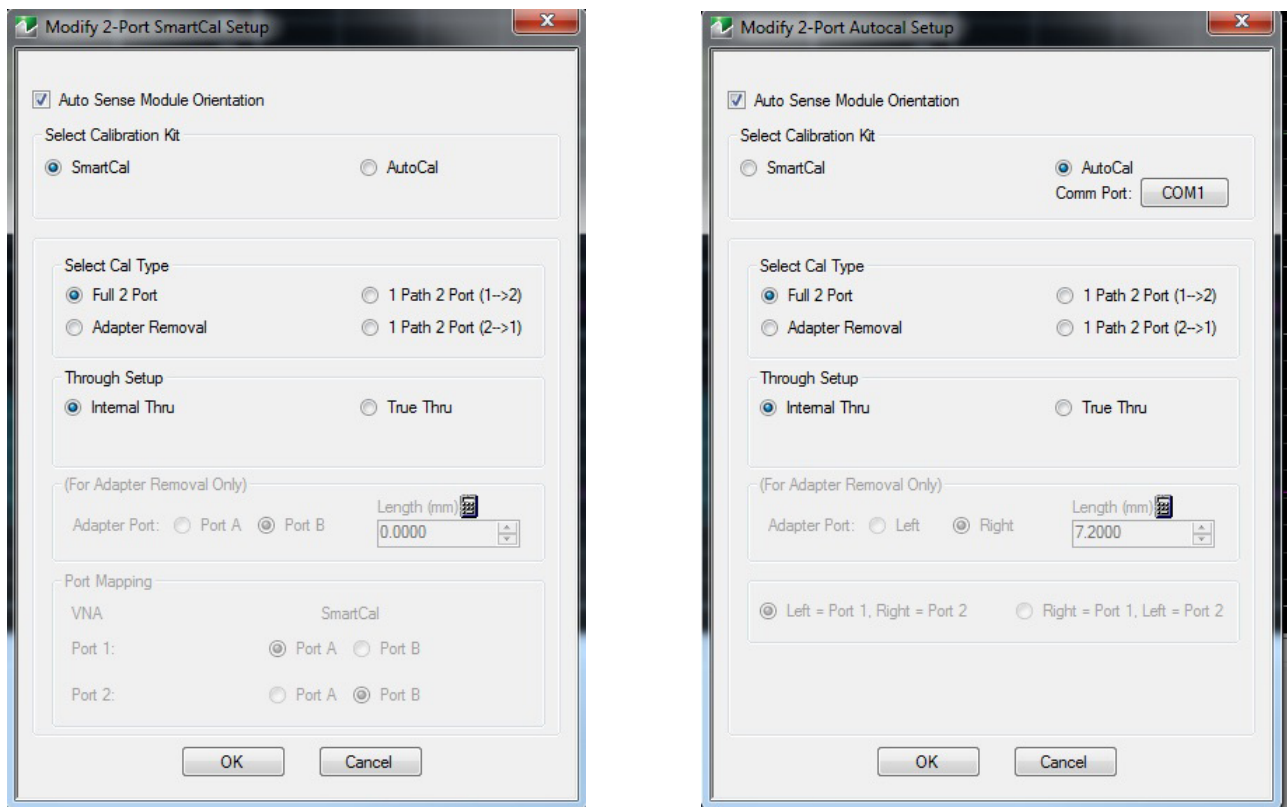 Modify 2-Port SmartCal Setup
Auto Sense Module Orientation
Select Calibration Kit
SmartCal AutoCal
Select Cal Type
Full 2 Port 1 Path 2 Port (1-->2)
Adapter Removal 1 Path 2 Port (2-->1)
Through Setup
Internal Thru True Thru
(For Adapter Removal Only)
Length (mm)
Adapter Port: Port A Port B
0.0000
Port Mapping
VNA SmartCal
Port 1: Port A Port B
Port 2: Port A Port B
OK Cancel
Modify 2-Port Autocal Setup
Auto Sense Module Orientation
Select Calibration Kit
SmartCal AutoCal
Comm Port: COM1
Select Cal Type
Full 2 Port 1 Path 2 Port (1-->2)
Adapter Removal 1 Path 2 Port (2-->1)
Through Setup
Internal Thru True Thru
(For Adapter Removal Only)
Length (mm)
Adapter Port: Left Right
7.2000
Left = Port 1, Right = Port 2 Right = Port 1, Left = Port 2
OK Cancel